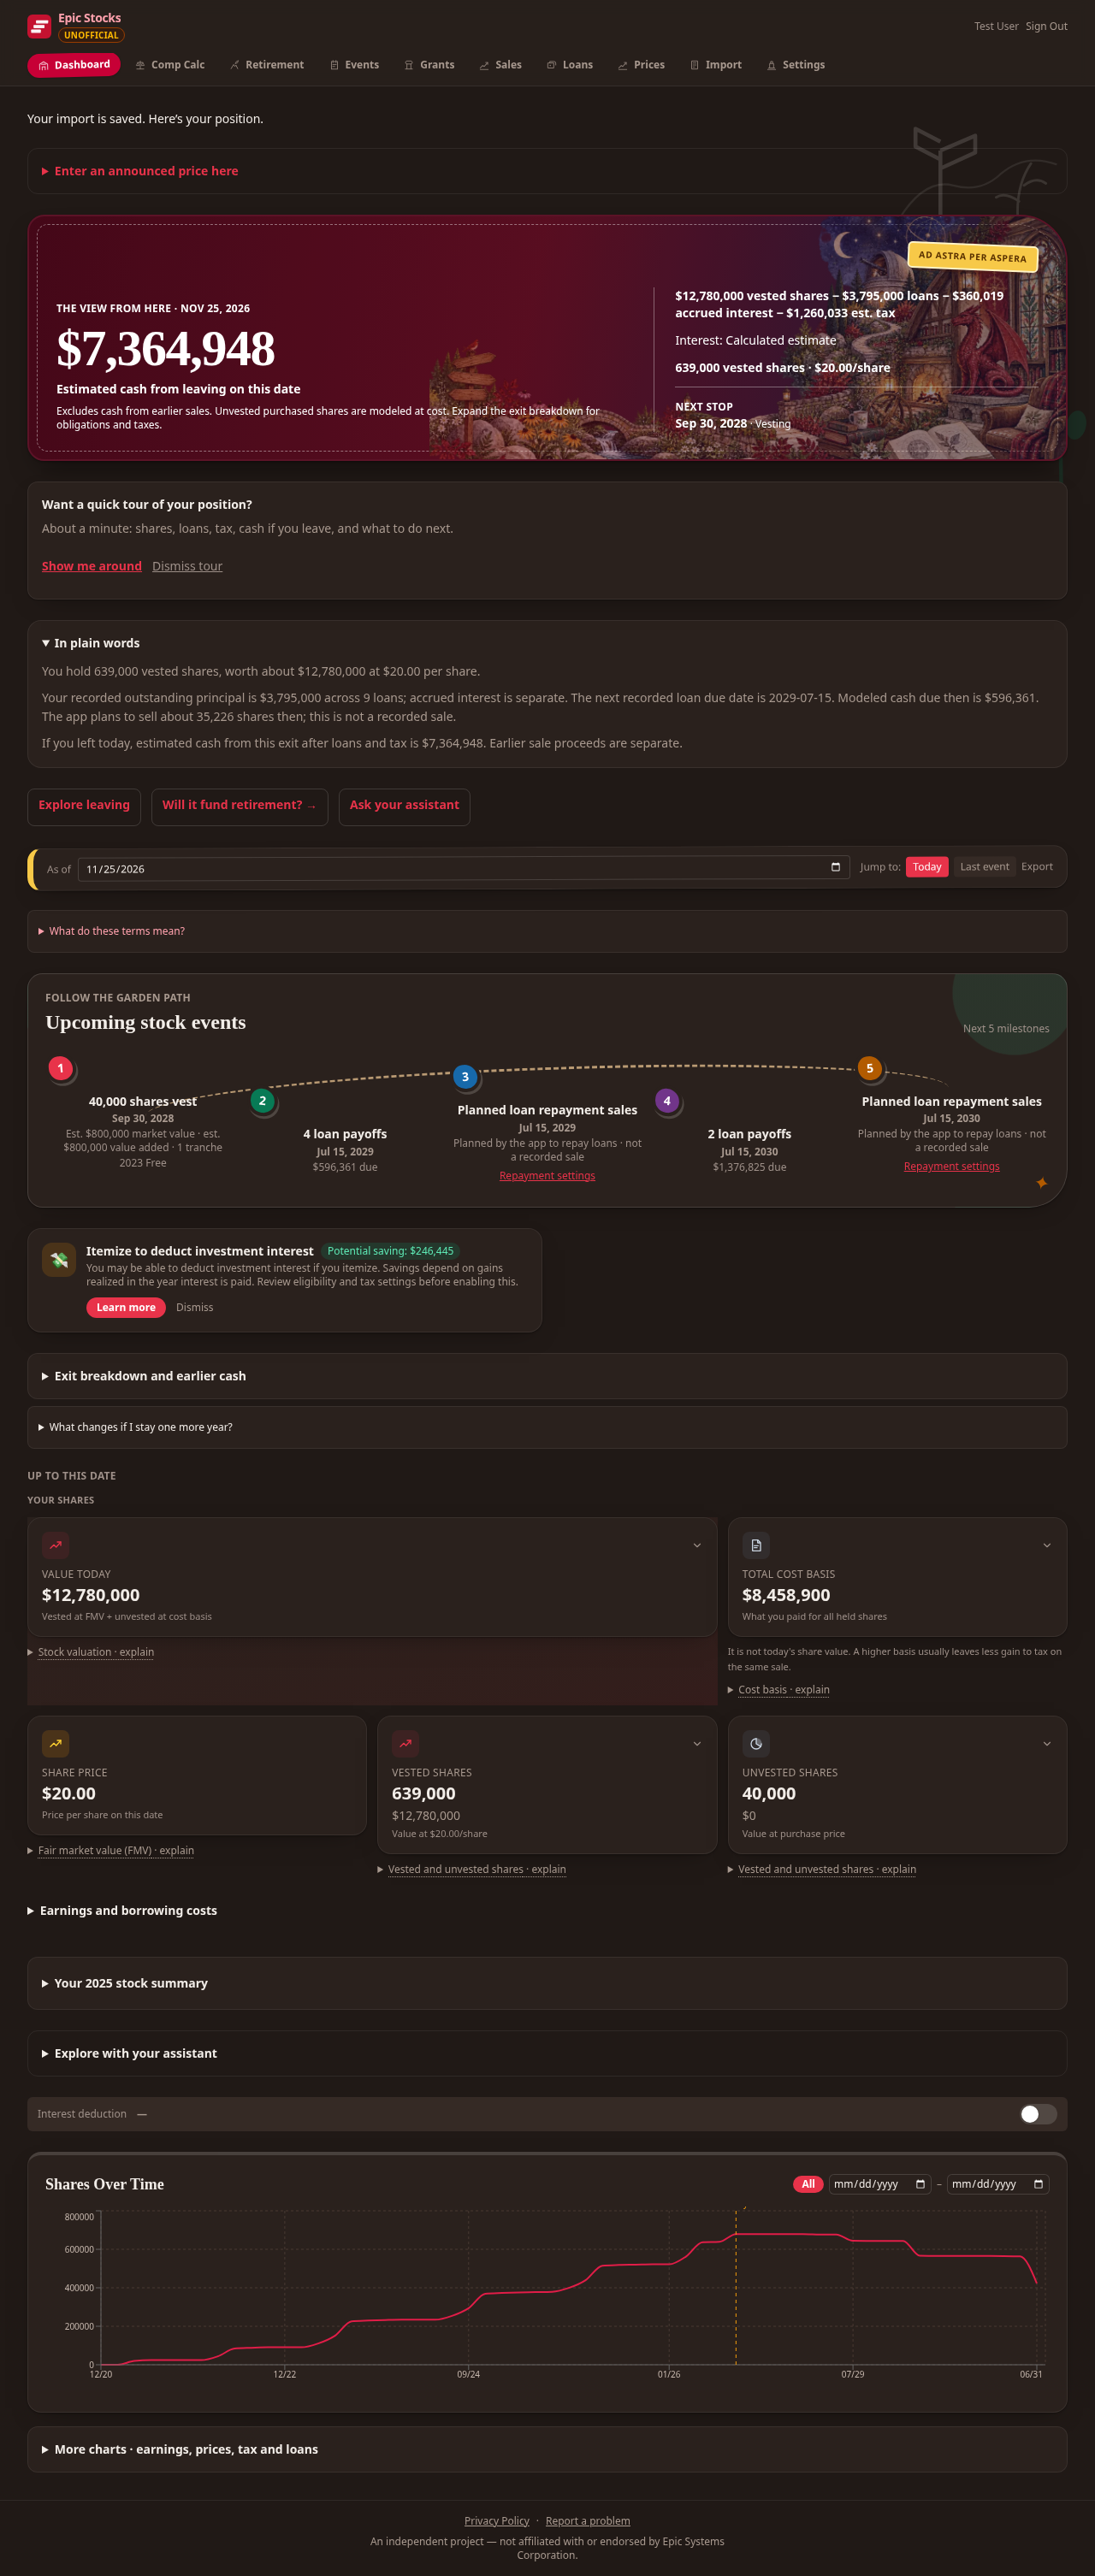 Epic Stocks
UNOFFICIAL
Test User Sign Out
Dashboard Comp Calc Retirement Events Grants Sales Loans Prices Import Settings
Your import is saved. Here's your position.
Enter an announced price here
AD ASTRA PER ASPERA
THE VIEW FROM HERE · NOV 25, 2026
$7,364,948
Estimated cash from leaving on this date
Excludes cash from earlier sales. Unvested purchased shares are modeled at cost. Expand the exit breakdown for
obligations and taxes.
$12,780,000 vested shares − $3,795,000 loans − $360,019
accrued interest − $1,260,033 est. tax
Interest: Calculated estimate
639,000 vested shares · $20.00/share
NEXT STOP
Sep 30, 2028 · Vesting
Want a quick tour of your position?
About a minute: shares, loans, tax, cash if you leave, and what to do next.
Show me around Dismiss tour
In plain words
You hold 639,000 vested shares, worth about $12,780,000 at $20.00 per share.
Your recorded outstanding principal is $3,795,000 across 9 loans; accrued interest is separate. The next recorded loan due date is 2029-07-15. Modeled cash due then is $596,361.
The app plans to sell about 35,226 shares then; this is not a recorded sale.
If you left today, estimated cash from this exit after loans and tax is $7,364,948. Earlier sale proceeds are separate.
Explore leaving Will it fund retirement? → Ask your assistant
As of 11/25/2026 Jump to: Today Last event Export
What do these terms mean?
FOLLOW THE GARDEN PATH
Upcoming stock events
Next 5 milestones
1
40,000 shares vest
Sep 30, 2028
Est. $800,000 market value · est.
$800,000 value added · 1 tranche
2023 Free
2
4 loan payoffs
Jul 15, 2029
$596,361 due
3
Planned loan repayment sales
Jul 15, 2029
Planned by the app to repay loans · not
a recorded sale
Repayment settings
4
2 loan payoffs
Jul 15, 2030
$1,376,825 due
5
Planned loan repayment sales
Jul 15, 2030
Planned by the app to repay loans · not
a recorded sale
Repayment settings
Itemize to deduct investment interest Potential saving: $246,445
You may be able to deduct investment interest if you itemize. Savings depend on gains
realized in the year interest is paid. Review eligibility and tax settings before enabling this.
Learn more Dismiss
Exit breakdown and earlier cash
What changes if I stay one more year?
UP TO THIS DATE
YOUR SHARES
VALUE TODAY
$12,780,000
Vested at FMV + unvested at cost basis
Stock valuation · explain
TOTAL COST BASIS
$8,458,900
What you paid for all held shares
It is not today's share value. A higher basis usually leaves less gain to tax on
the same sale.
Cost basis · explain
SHARE PRICE
$20.00
Price per share on this date
Fair market value (FMV) · explain
VESTED SHARES
639,000
$12,780,000
Value at $20.00/share
Vested and unvested shares · explain
UNVESTED SHARES
40,000
$0
Value at purchase price
Vested and unvested shares · explain
Earnings and borrowing costs
Your 2025 stock summary
Explore with your assistant
Interest deduction —
Shares Over Time
All mm/dd/yyyy – mm/dd/yyyy
800000
600000
400000
200000
0
12/20 12/22 09/24 01/26 07/29 06/31
More charts · earnings, prices, tax and loans
Privacy Policy · Report a problem
An independent project — not affiliated with or endorsed by Epic Systems
Corporation.